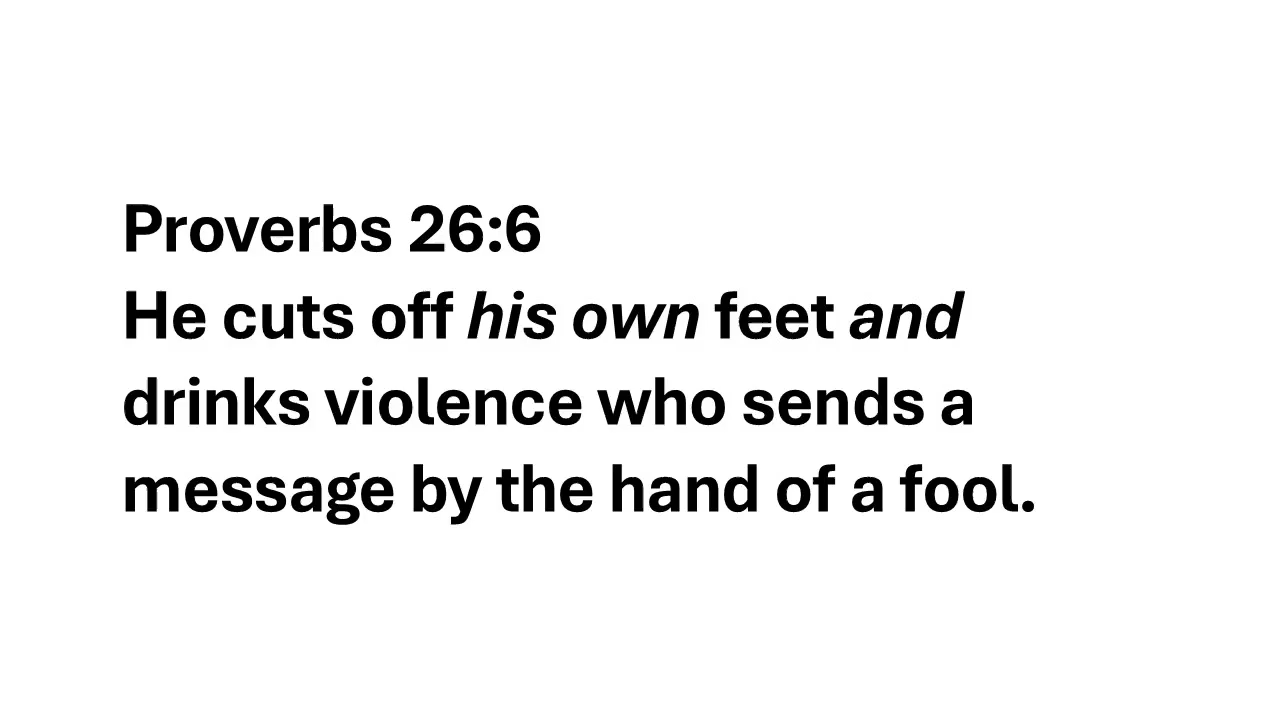 Proverbs 26:6
He cuts off his own feet and
drinks violence who sends a
message by the hand of a fool.